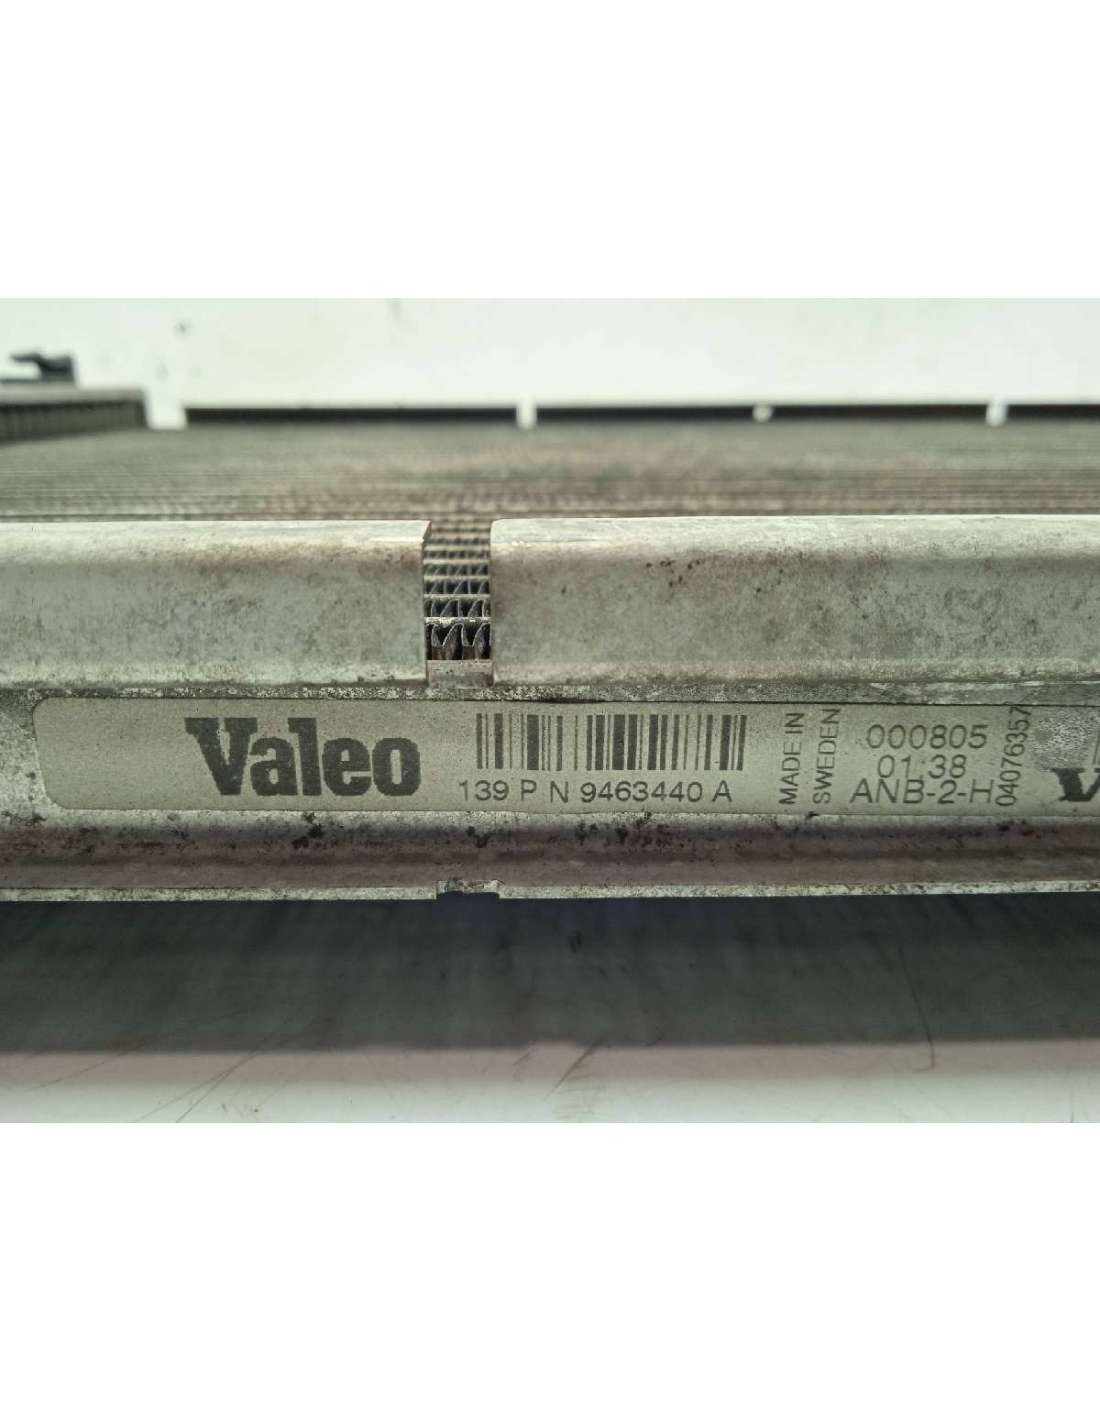 Valeo
139 P N 9463440 A
MADE IN
SWEDEN
000805
01 38
ANB-2-H
04076357